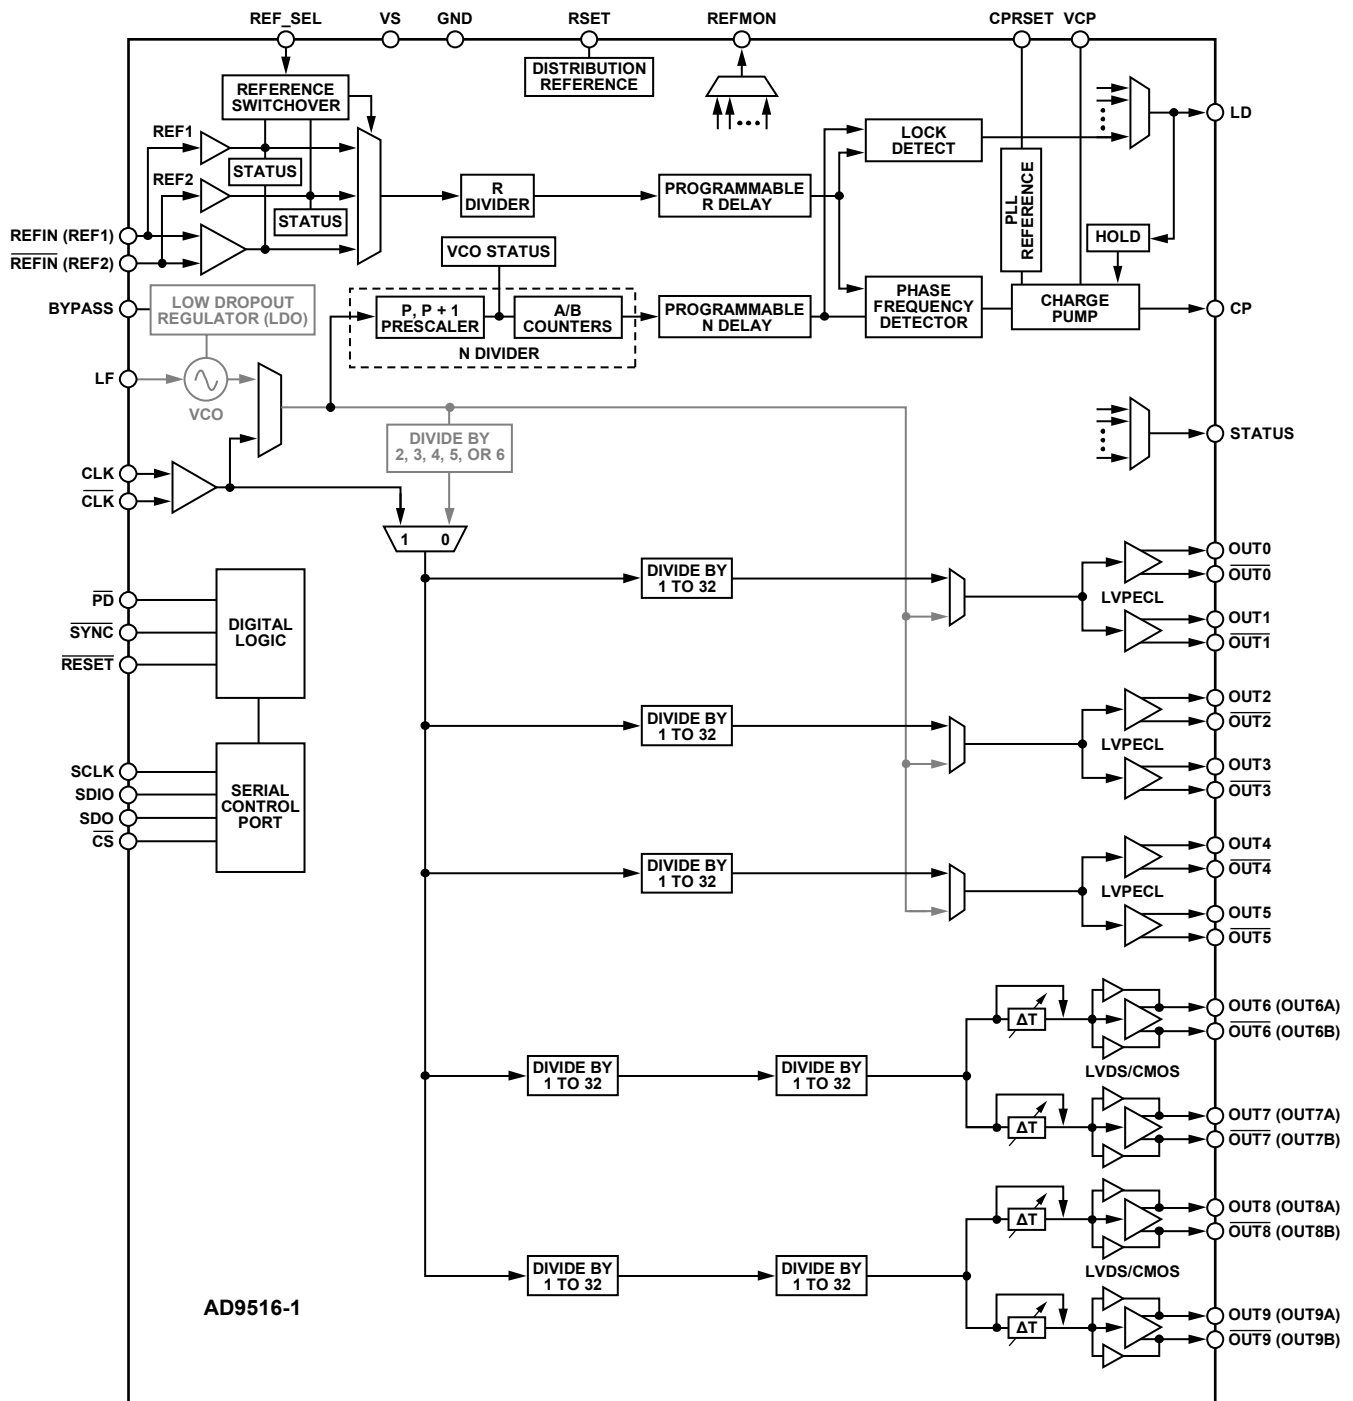 REF_SEL VS GND RSET REFMON CPRSET VCP
DISTRIBUTION
REFERENCE
REFERENCE
SWITCHOVER
REF1
STATUS
REF2
STATUS
REFIN (REF1)
REFIN (REF2)
R
DIVIDER
PROGRAMMABLE
R DELAY
LOCK
DETECT
LD
PLL
REFERENCE
HOLD
VCO STATUS
BYPASS
LOW DROPOUT
REGULATOR (LDO)
P, P + 1
PRESCALER
A/B
COUNTERS
N DIVIDER
PROGRAMMABLE
N DELAY
PHASE
FREQUENCY
DETECTOR
CHARGE
PUMP
CP
LF
VCO
DIVIDE BY
2, 3, 4, 5, OR 6
STATUS
CLK
CLK
1 0
PD
SYNC
RESET
DIGITAL
LOGIC
SCLK
SDIO
SDO
CS
SERIAL
CONTROL
PORT
DIVIDE BY
1 TO 32
LVPECL
OUT0
OUT0
OUT1
OUT1
DIVIDE BY
1 TO 32
LVPECL
OUT2
OUT2
OUT3
OUT3
DIVIDE BY
1 TO 32
LVPECL
OUT4
OUT4
OUT5
OUT5
DIVIDE BY
1 TO 32
DIVIDE BY
1 TO 32
ΔT
ΔT
LVDS/CMOS
OUT6 (OUT6A)
OUT6 (OUT6B)
OUT7 (OUT7A)
OUT7 (OUT7B)
DIVIDE BY
1 TO 32
DIVIDE BY
1 TO 32
ΔT
ΔT
LVDS/CMOS
OUT8 (OUT8A)
OUT8 (OUT8B)
OUT9 (OUT9A)
OUT9 (OUT9B)
AD9516-1